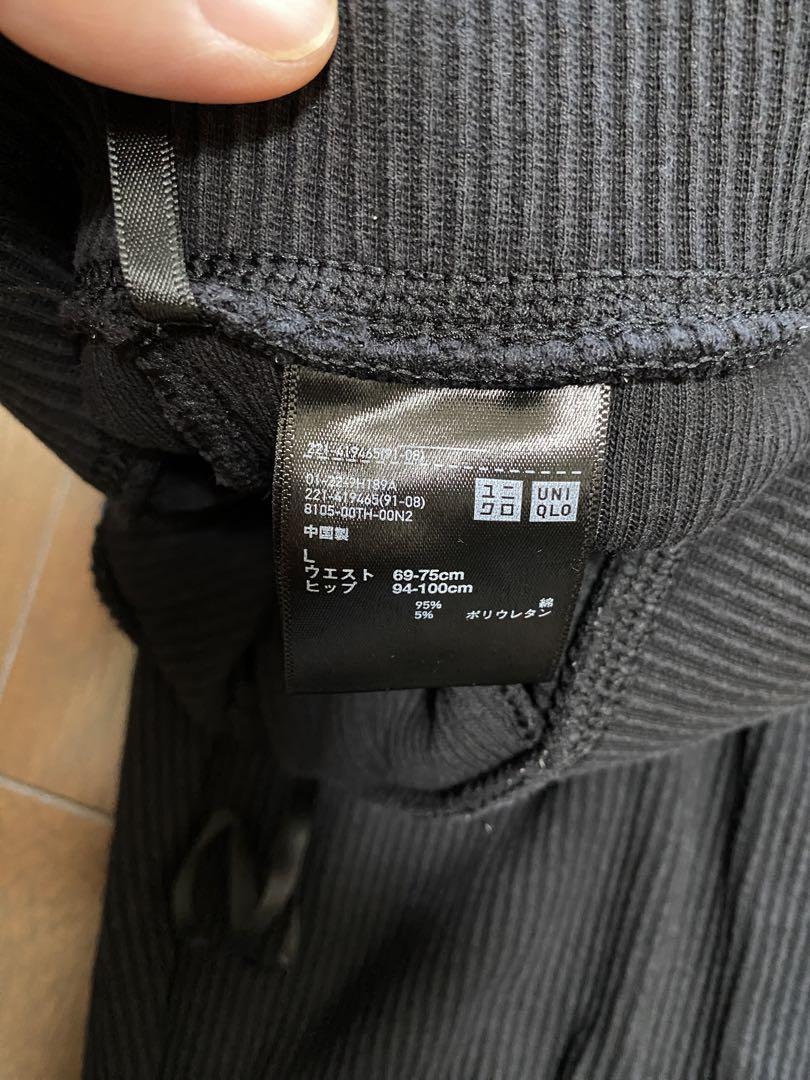 221-419465(91-08)
01-2249H189A
221-419465(91-08)
8105-00TH-00N2
中国製
L
ウエスト 69-75cm
ヒップ 94-100cm
95% 綿
5% ポリウレタン
ユニ
クロ
UNI
QLO